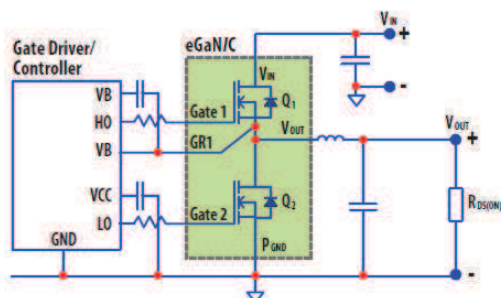 Gate Driver/
Controller
eGaN/C
VIN
+
-
VB
HO
VB
VCC
LO
GND
Gate 1
GR1
Gate 2
VIN
Q1
VOUT
Q2
PGND
VOUT
+
RDS(ON)
-